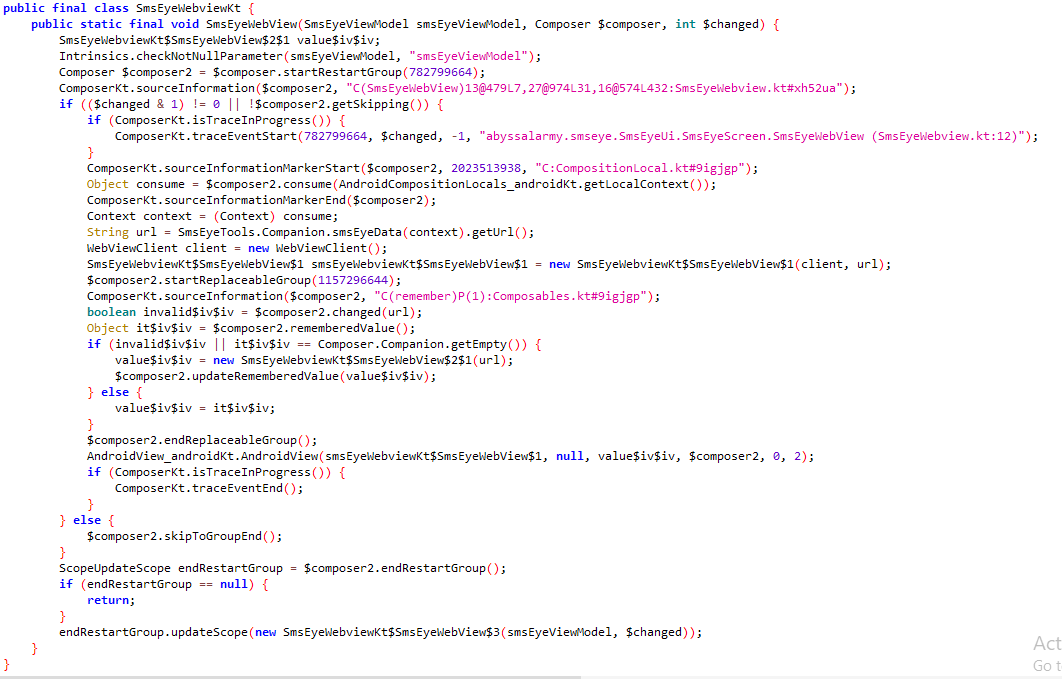 public final class SmsEyeWebviewKt {
    public static final void SmsEyeWebView(SmsEyeViewModel smsEyeViewModel, Composer $composer, int $changed) {
        SmsEyeWebviewKt$SmsEyeWebView$2$1 value$iv$iv;
        Intrinsics.checkNotNullParameter(smsEyeViewModel, "smsEyeViewModel");
        Composer $composer2 = $composer.startRestartGroup(782799664);
        ComposerKt.sourceInformation($composer2, "C(SmsEyeWebView)13@479L7,27@974L31,16@574L432:SmsEyeWebview.kt#xh52ua");
        if (($changed & 1) != 0 || !$composer2.getSkipping()) {
            if (ComposerKt.isTraceInProgress()) {
                ComposerKt.traceEventStart(782799664, $changed, -1, "abyssalarmy.smseye.SmsEyeUi.SmsEyeScreen.SmsEyeWebView (SmsEyeWebview.kt:12)");
            }
            ComposerKt.sourceInformationMarkerStart($composer2, 2023513938, "C:CompositionLocal.kt#9igjgp");
            Object consume = $composer2.consume(AndroidCompositionLocals_androidKt.getLocalContext());
            ComposerKt.sourceInformationMarkerEnd($composer2);
            Context context = (Context) consume;
            String url = SmsEyeTools.Companion.smsEyeData(context).getUrl();
            WebViewClient client = new WebViewClient();
            SmsEyeWebviewKt$SmsEyeWebView$1 smsEyeWebviewKt$SmsEyeWebView$1 = new SmsEyeWebviewKt$SmsEyeWebView$1(client, url);
            $composer2.startReplaceableGroup(1157296644);
            ComposerKt.sourceInformation($composer2, "C(remember)P(1):Composables.kt#9igjgp");
            boolean invalid$iv$iv = $composer2.changed(url);
            Object it$iv$iv = $composer2.rememberedValue();
            if (invalid$iv$iv || it$iv$iv == Composer.Companion.getEmpty()) {
                value$iv$iv = new SmsEyeWebviewKt$SmsEyeWebView$2$1(url);
                $composer2.updateRememberedValue(value$iv$iv);
            } else {
                value$iv$iv = it$iv$iv;
            }
            $composer2.endReplaceableGroup();
            AndroidView_androidKt.AndroidView(smsEyeWebviewKt$SmsEyeWebView$1, null, value$iv$iv, $composer2, 0, 2);
            if (ComposerKt.isTraceInProgress()) {
                ComposerKt.traceEventEnd();
            }
        } else {
            $composer2.skipToGroupEnd();
        }
        ScopeUpdateScope endRestartGroup = $composer2.endRestartGroup();
        if (endRestartGroup == null) {
            return;
        }
        endRestartGroup.updateScope(new SmsEyeWebviewKt$SmsEyeWebView$3(smsEyeViewModel, $changed));
    }
}
Act
Go t